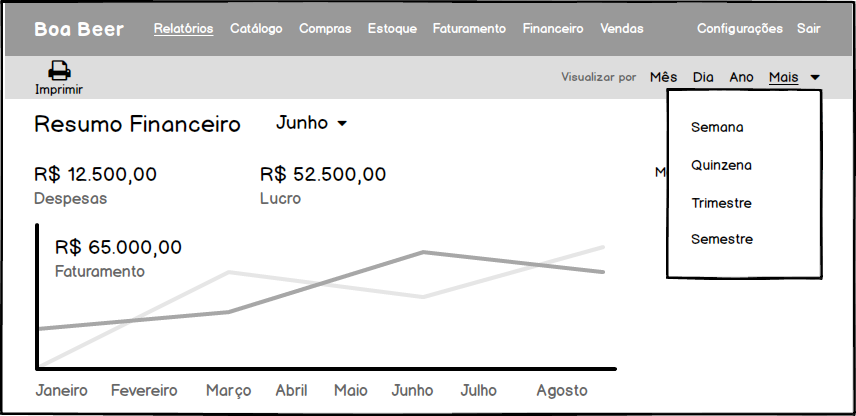 Boa Beer Relatórios Catálogo Compras Estoque Faturamento Financeiro Vendas Configurações Sair
Imprimir
Visualizar por Mês Dia Ano Mais
Semana
Quinzena
Trimestre
Semestre
Resumo Financeiro Junho
R$ 12.500,00
Despesas
R$ 52.500,00
Lucro
M
R$ 65.000,00
Faturamento
Janeiro Fevereiro Março Abril Maio Junho Julho Agosto